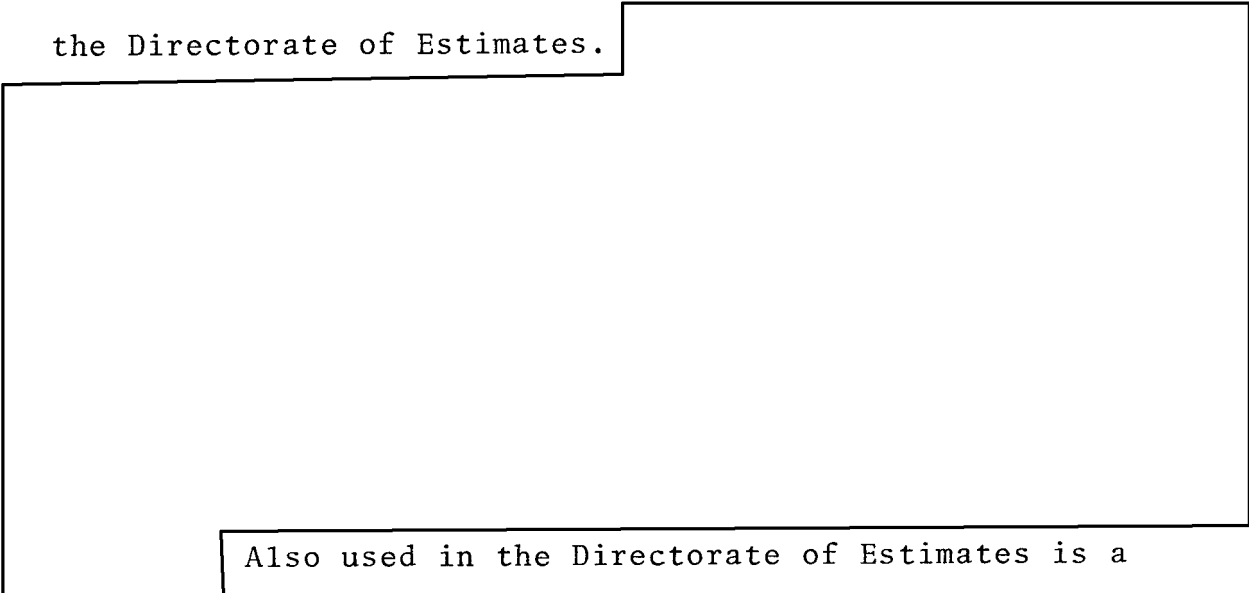 the Directorate of Estimates.
Also used in the Directorate of Estimates is a